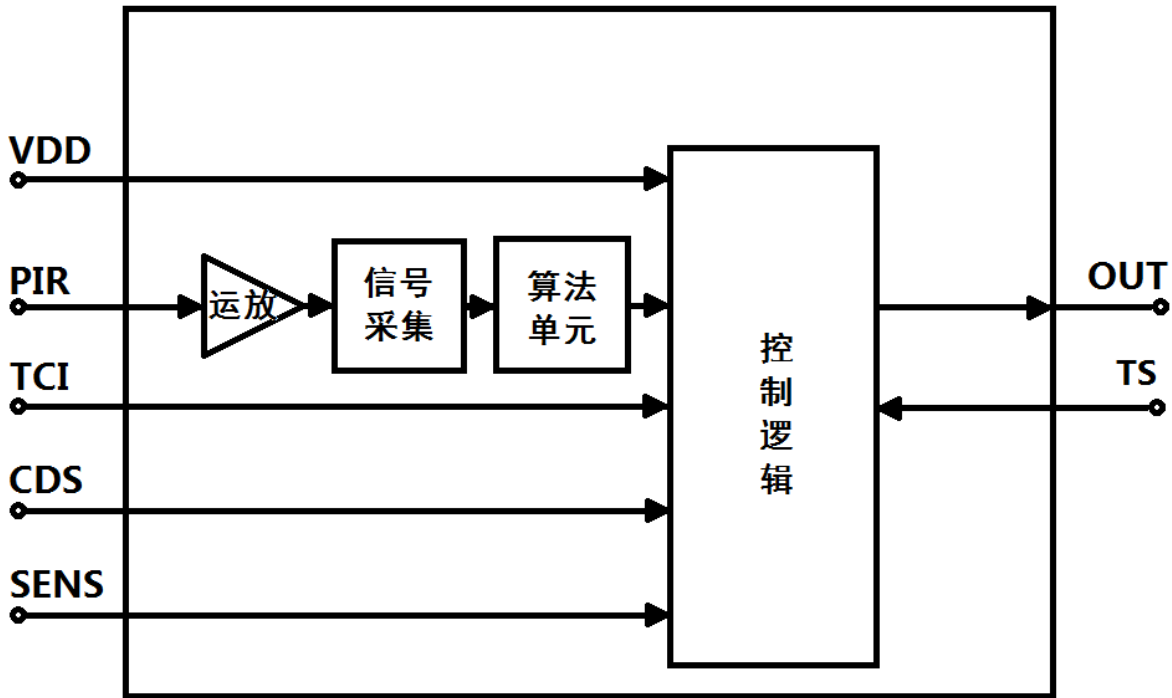 VDD
PIR
运放
信号
采集
算法
单元
TCI
CDS
SENS
控
制
逻
辑
OUT
TS